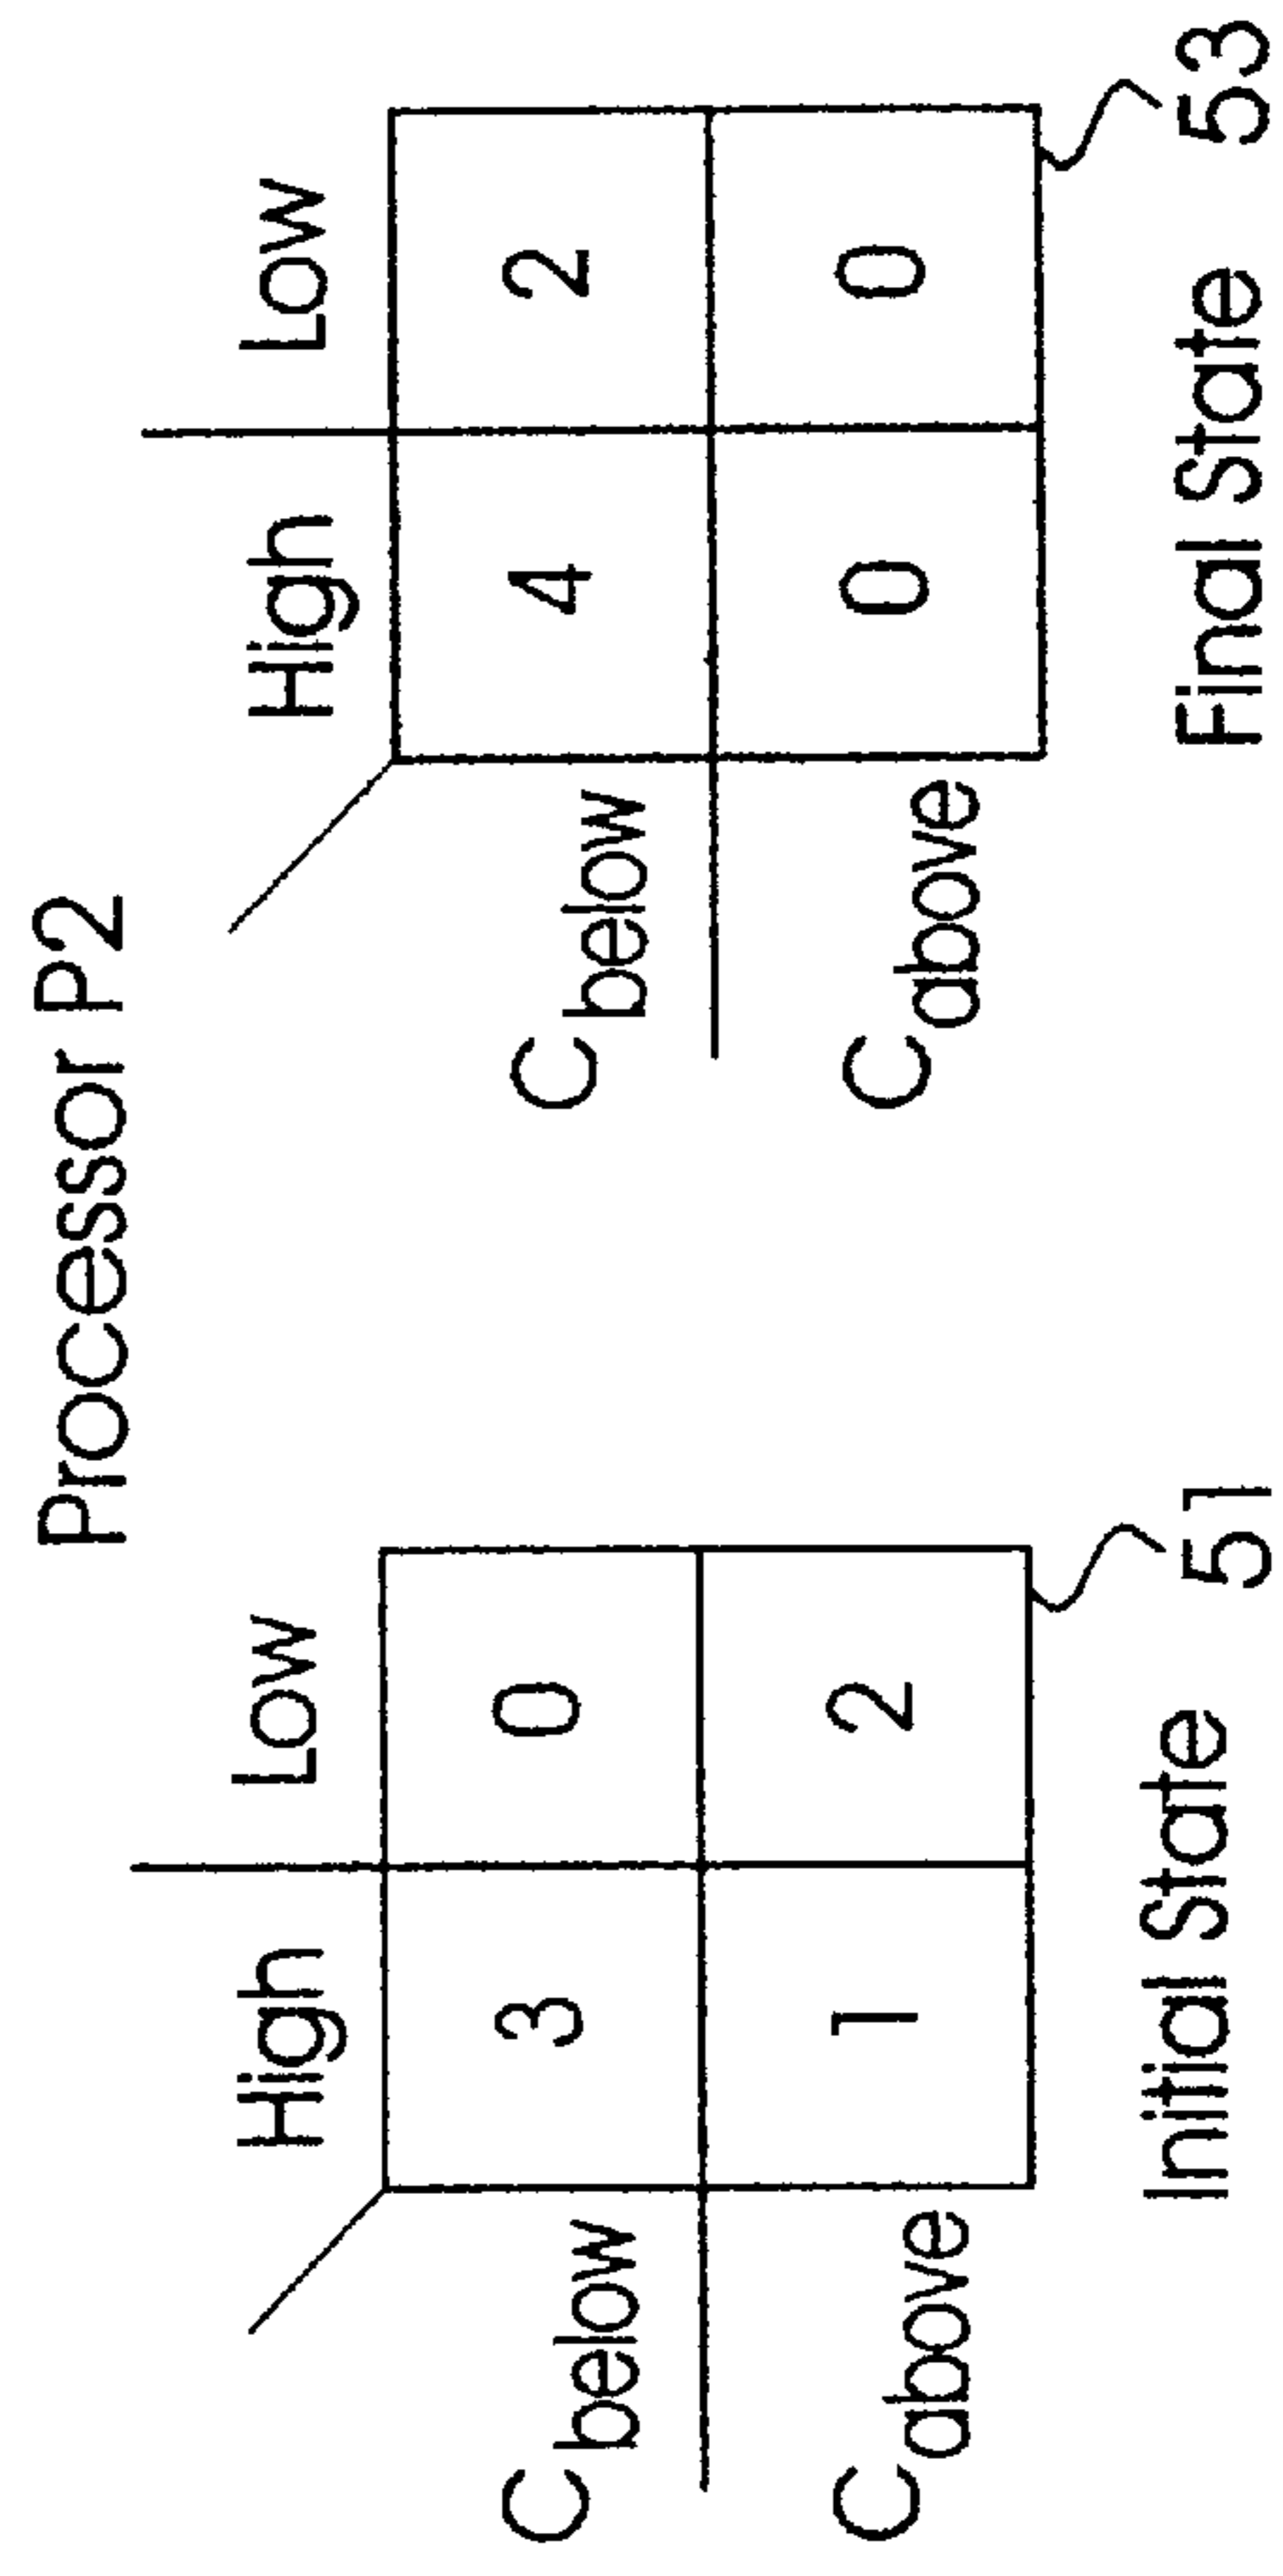 Processor P2
High Low
C below 3 0
C above 1 2
Initial State 51
High Low
C below 4 2
C above 0 0
Final State 53